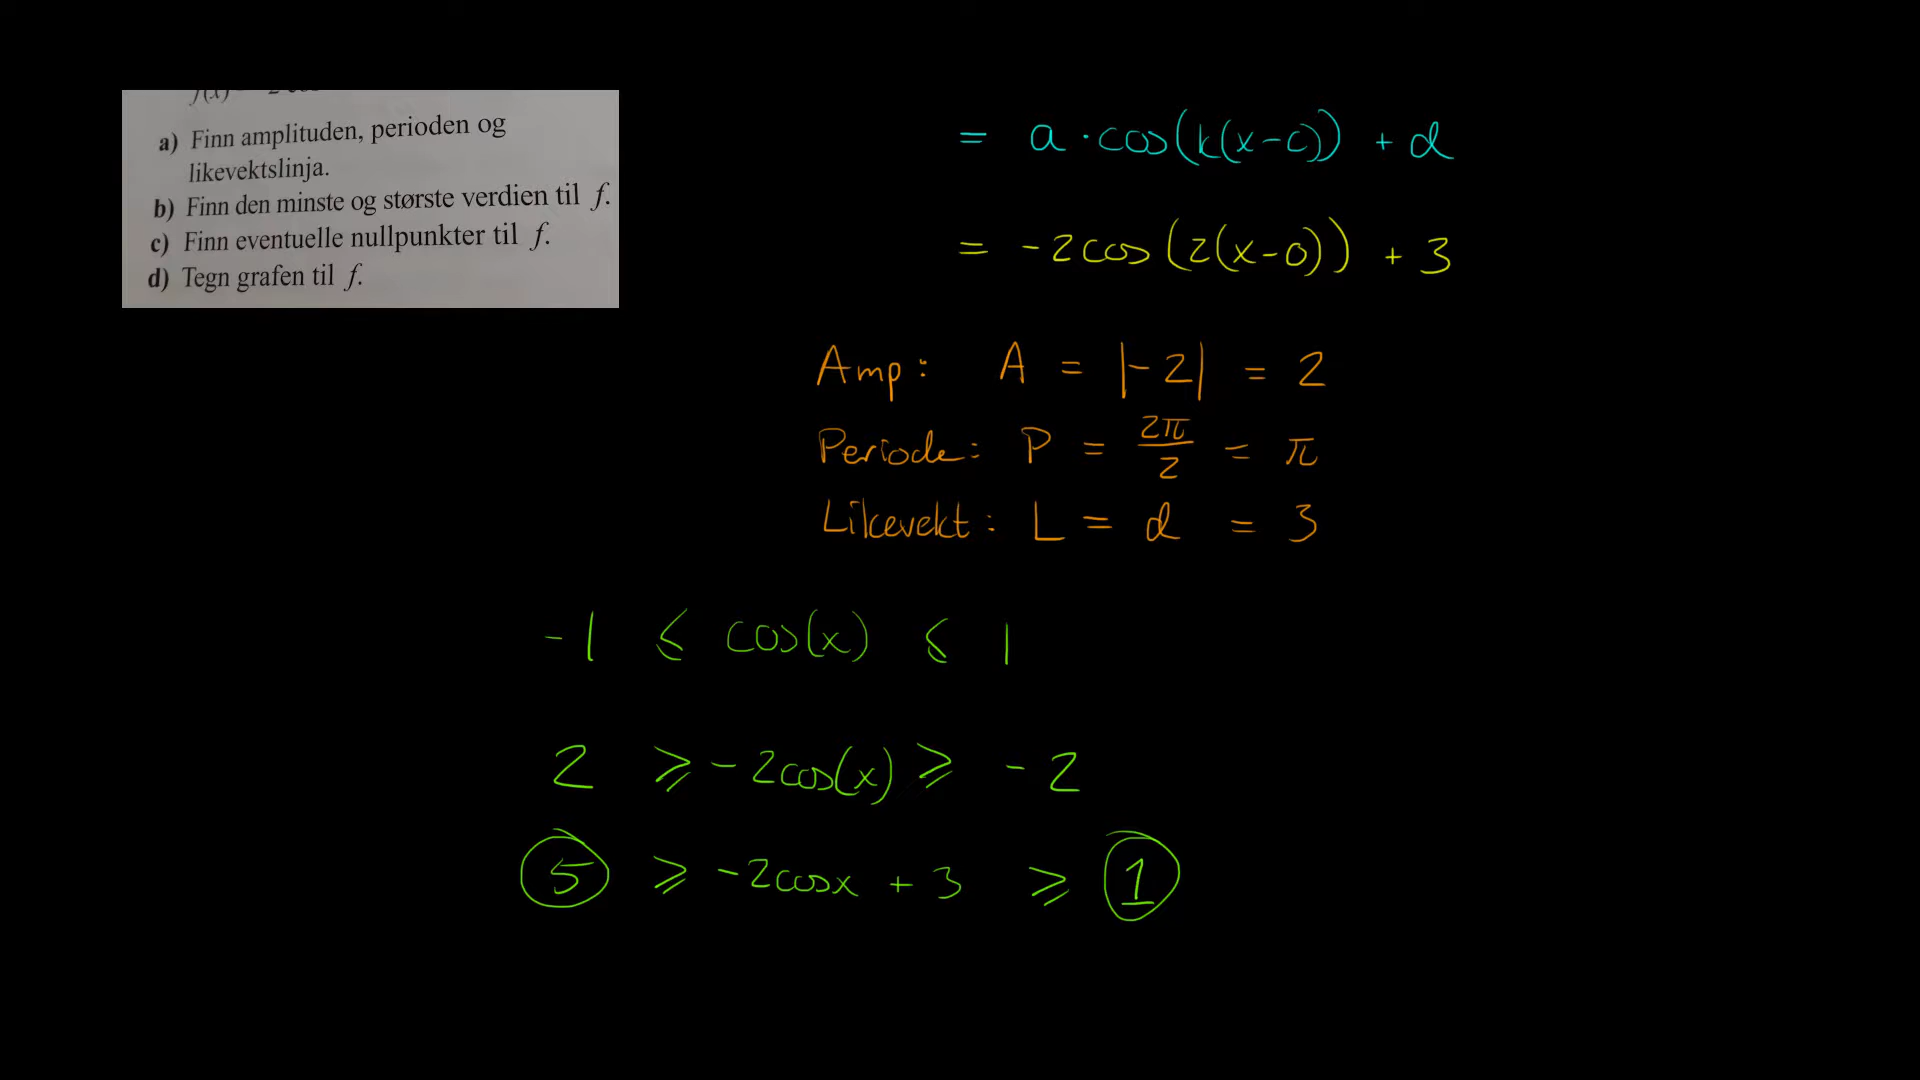 a) Finn amplituden, perioden og
likevektslinja.
b) Finn den minste og største verdien til f.
c) Finn eventuelle nullpunkter til f.
d) Tegn grafen til f.
= a · cos(k(x-c)) + d
= -2cos(2(x-0)) + 3
Amp: A = |-2| = 2
Periode: P = 2π/2 = π
Likevekt: L = d = 3
-1 ⩽ cos(x) ⩽ 1
2 ⩾ -2cos(x) ⩾ -2
5 ⩾ -2cosx + 3 ⩾ 1